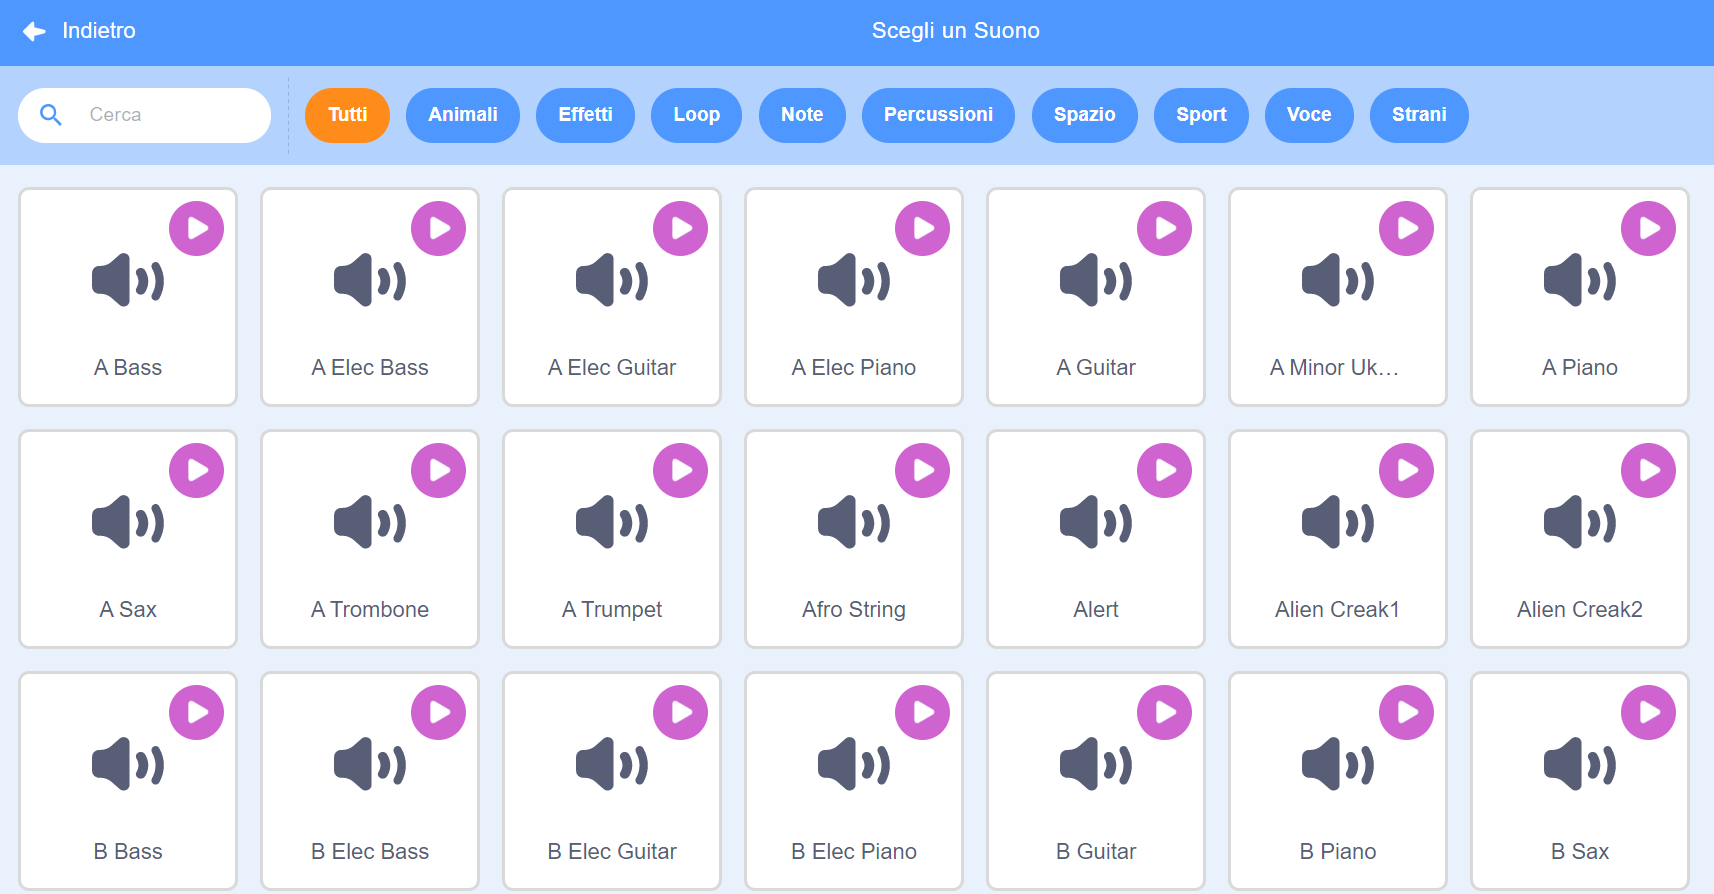 Indietro
Scegli un Suono
Cerca
Tutti
Animali
Effetti
Loop
Note
Percussioni
Spazio
Sport
Voce
Strani
A Bass
A Elec Bass
A Elec Guitar
A Elec Piano
A Guitar
A Minor Uk...
A Piano
A Sax
A Trombone
A Trumpet
Afro String
Alert
Alien Creak1
Alien Creak2
B Bass
B Elec Bass
B Elec Guitar
B Elec Piano
B Guitar
B Piano
B Sax